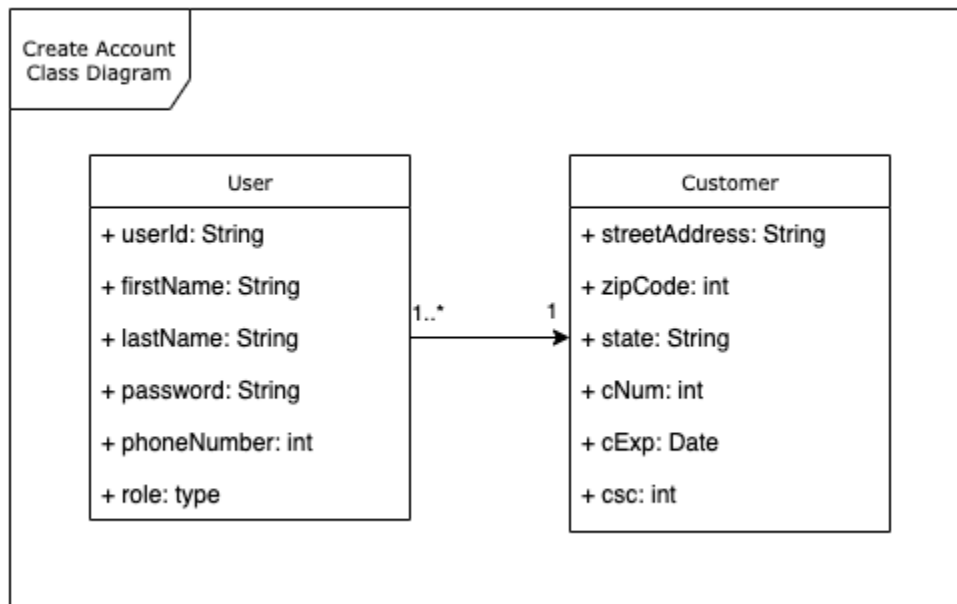 Create Account
Class Diagram
User
+ userId: String
+ firstName: String
+ lastName: String
+ password: String
+ phoneNumber: int
+ role: type
1..*
1
Customer
+ streetAddress: String
+ zipCode: int
+ state: String
+ cNum: int
+ cExp: Date
+ csc: int